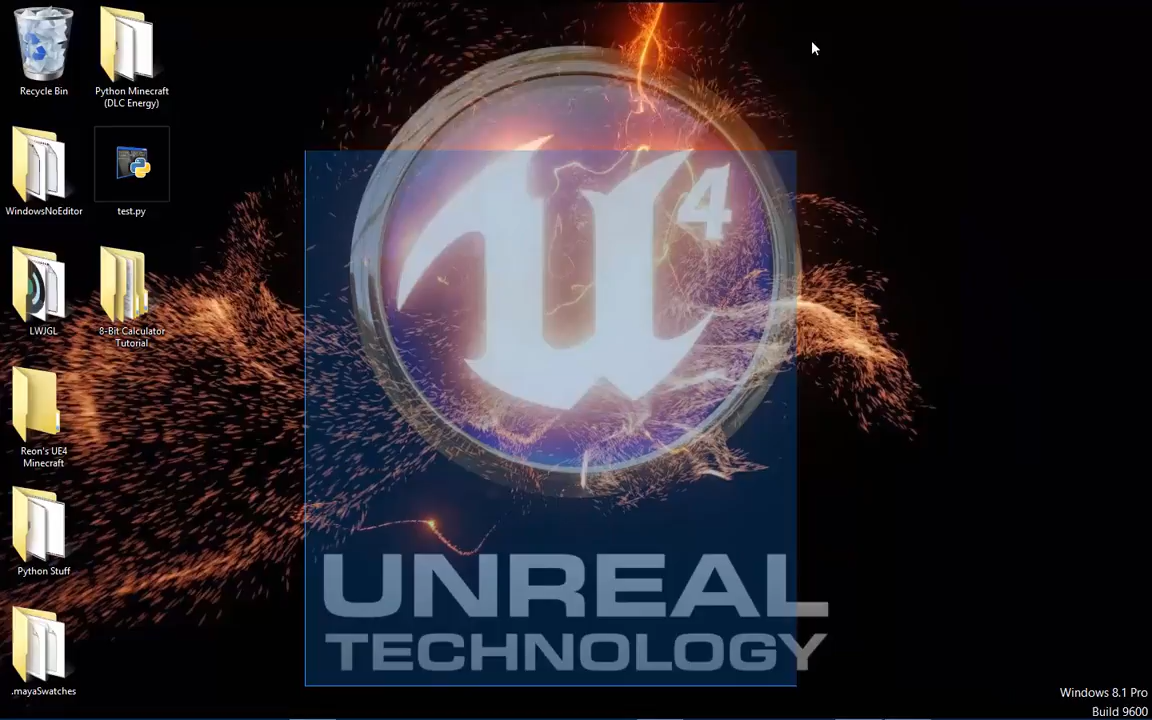 Recycle Bin
Python Minecraft
(DLC Energy)
WindowsNoEditor
test.py
LWJGL
8-Bit Calculator
Tutorial
Reon's UE4
Minecraft
Python Stuff
.mayaSwatches
4
UNREAL
TECHNOLOGY
Windows 8.1 Pro
Build 9600